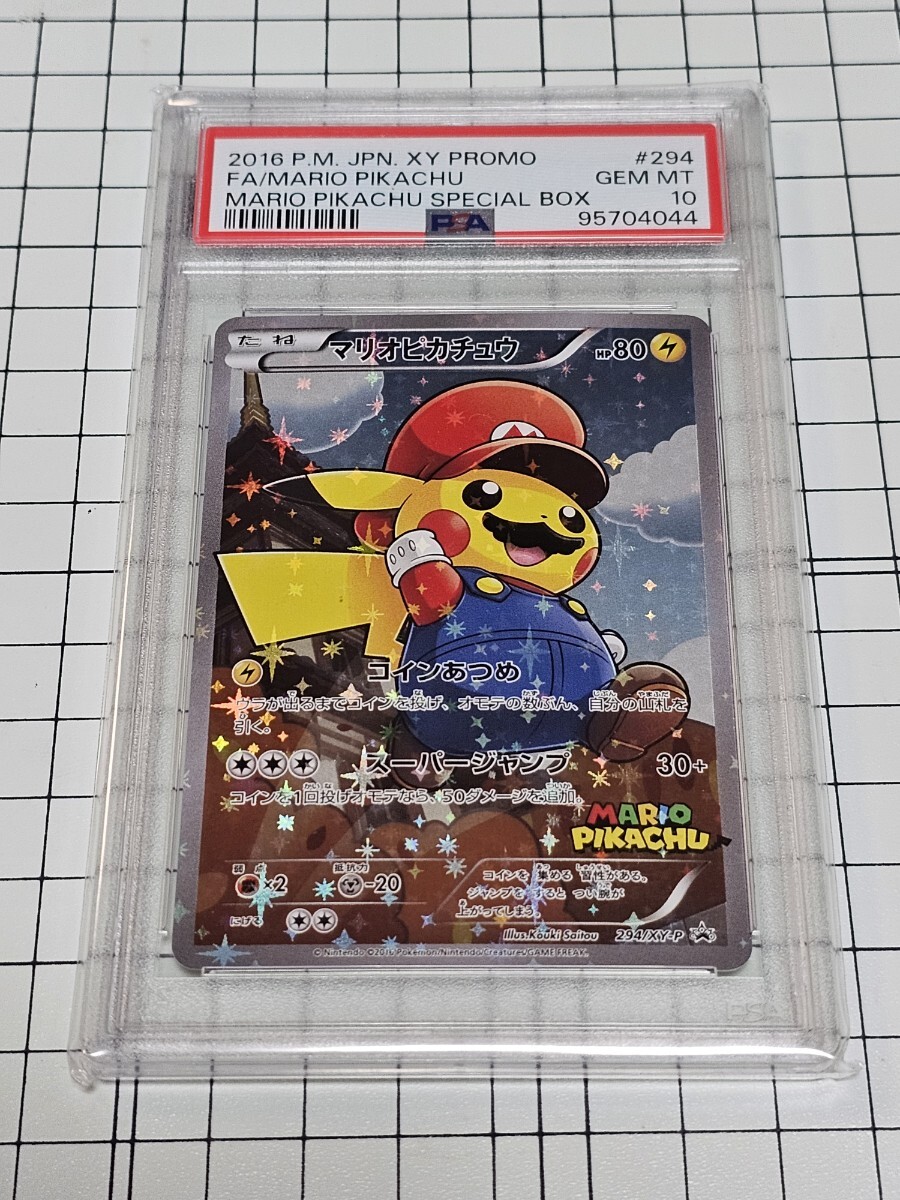 2016 P.M. JPN. XY PROMO #294
FA/MARIO PIKACHU GEM MT
MARIO PIKACHU SPECIAL BOX 10
PSA 95704044
たね マリオピカチュウ HP80
M
コインあつめ
ウラが出るまでコインを投げ、オモテの数ぶん、自分の山札を
引く。
スーパージャンプ 30+
コインを1回投げオモテなら、50ダメージを追加。
MARIO
PIKACHU
弱点 抵抗力
×2 -20
にげる
コインを 集める 習性がある。
ジャンプを すると つい腕が
上がってしまう。
Illus.Kouki Saitou 294/XY-P
© Nintendo ©2016 Pokémon/Nintendo/Creatures/GAME FREAK.